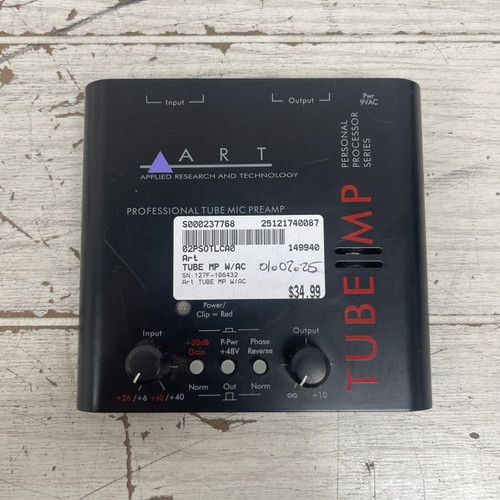 Input
Output
Pwr
9VAC
ART
APPLIED RESEARCH AND TECHNOLOGY
PERSONAL
PROCESSOR
SERIES
TUBE MP
PROFESSIONAL TUBE MIC PREAMP
S000237768 25121740087
02PSOTLCA0 149940
Art
TUBE MP W/AC
SN:127F-106432
Art TUBE MP W/AC
$34.99
Power/
Clip = Red
Input
+20dB
Gain
P-Pwr
+48V
Phase
Reverse
Output
+26/+6 +60/+40
Norm
Out
Norm
∞ +10